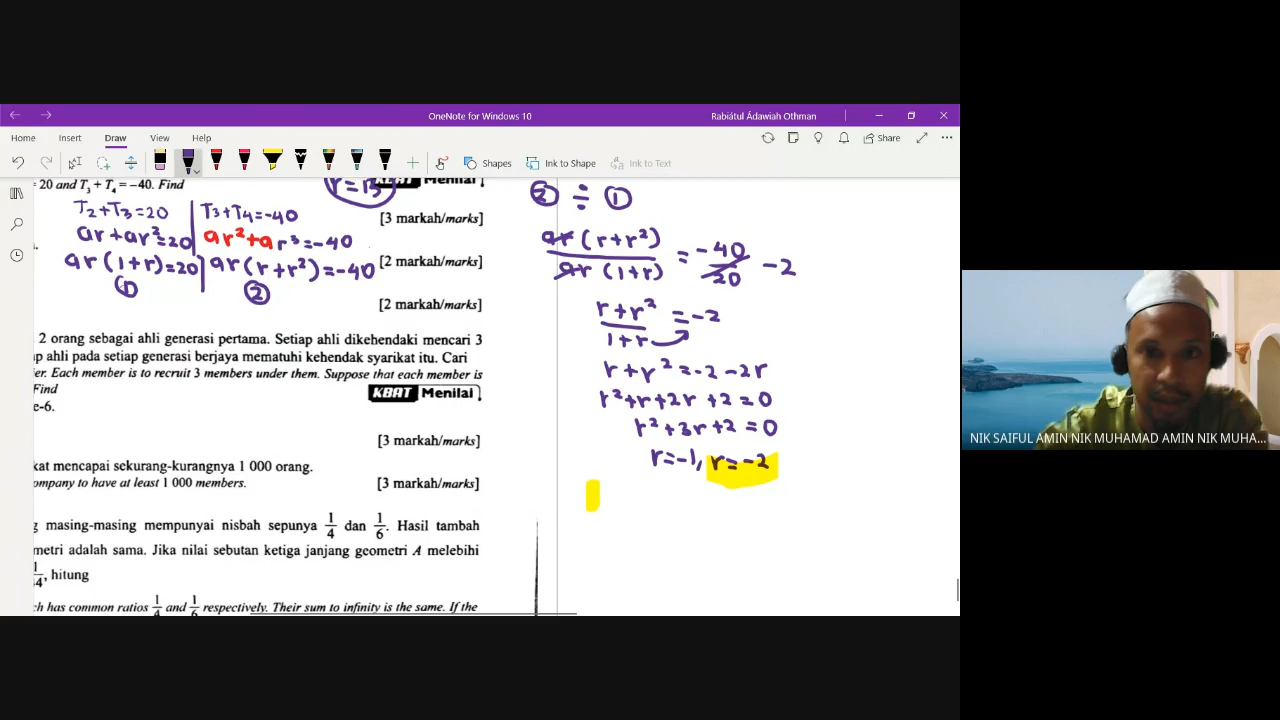 OneNote for Windows 10
Rabiátul Ádawiah Othman
Home Insert Draw View Help
Share
Shapes Ink to Shape Ink to Text
= 20 and T₃ + T₄ = –40. Find
Menilai
[3 markah/marks]
T2+T3=20
T3+T4=-40
ar+ar²=20
ar²+ar³=-40
ar(1+r)=20
ar(r+r²)=-40
①
②
[2 markah/marks]
[2 markah/marks]
2 orang sebagai ahli generasi pertama. Setiap ahli dikehendaki mencari 3
ap ahli pada setiap generasi berjaya mematuhi kehendak syarikat itu. Cari
ier. Each member is to recruit 3 members under them. Suppose that each member is
Find
KBAT Menilai
e-6.
[3 markah/marks]
kat mencapai sekurang-kurangnya 1 000 orang.
ompany to have at least 1 000 members.
[3 markah/marks]
g masing-masing mempunyai nisbah sepunya 1/4 dan 1/6. Hasil tambah
metri adalah sama. Jika nilai sebutan ketiga janjang geometri A melebihi
, hitung
ch has common ratios 1/4 and 1/6 respectively. Their sum to infinity is the same. If the
② ÷ ①
ar(r+r²)/ar(1+r) = -40/20 -2
r+r²/1+r = -2
r+r²=-2-2r
r²+r+2r+2=0
r²+3r+2=0
r=-1, r=-2
NIK SAIFUL AMIN NIK MUHAMAD AMIN NIK MUHA...